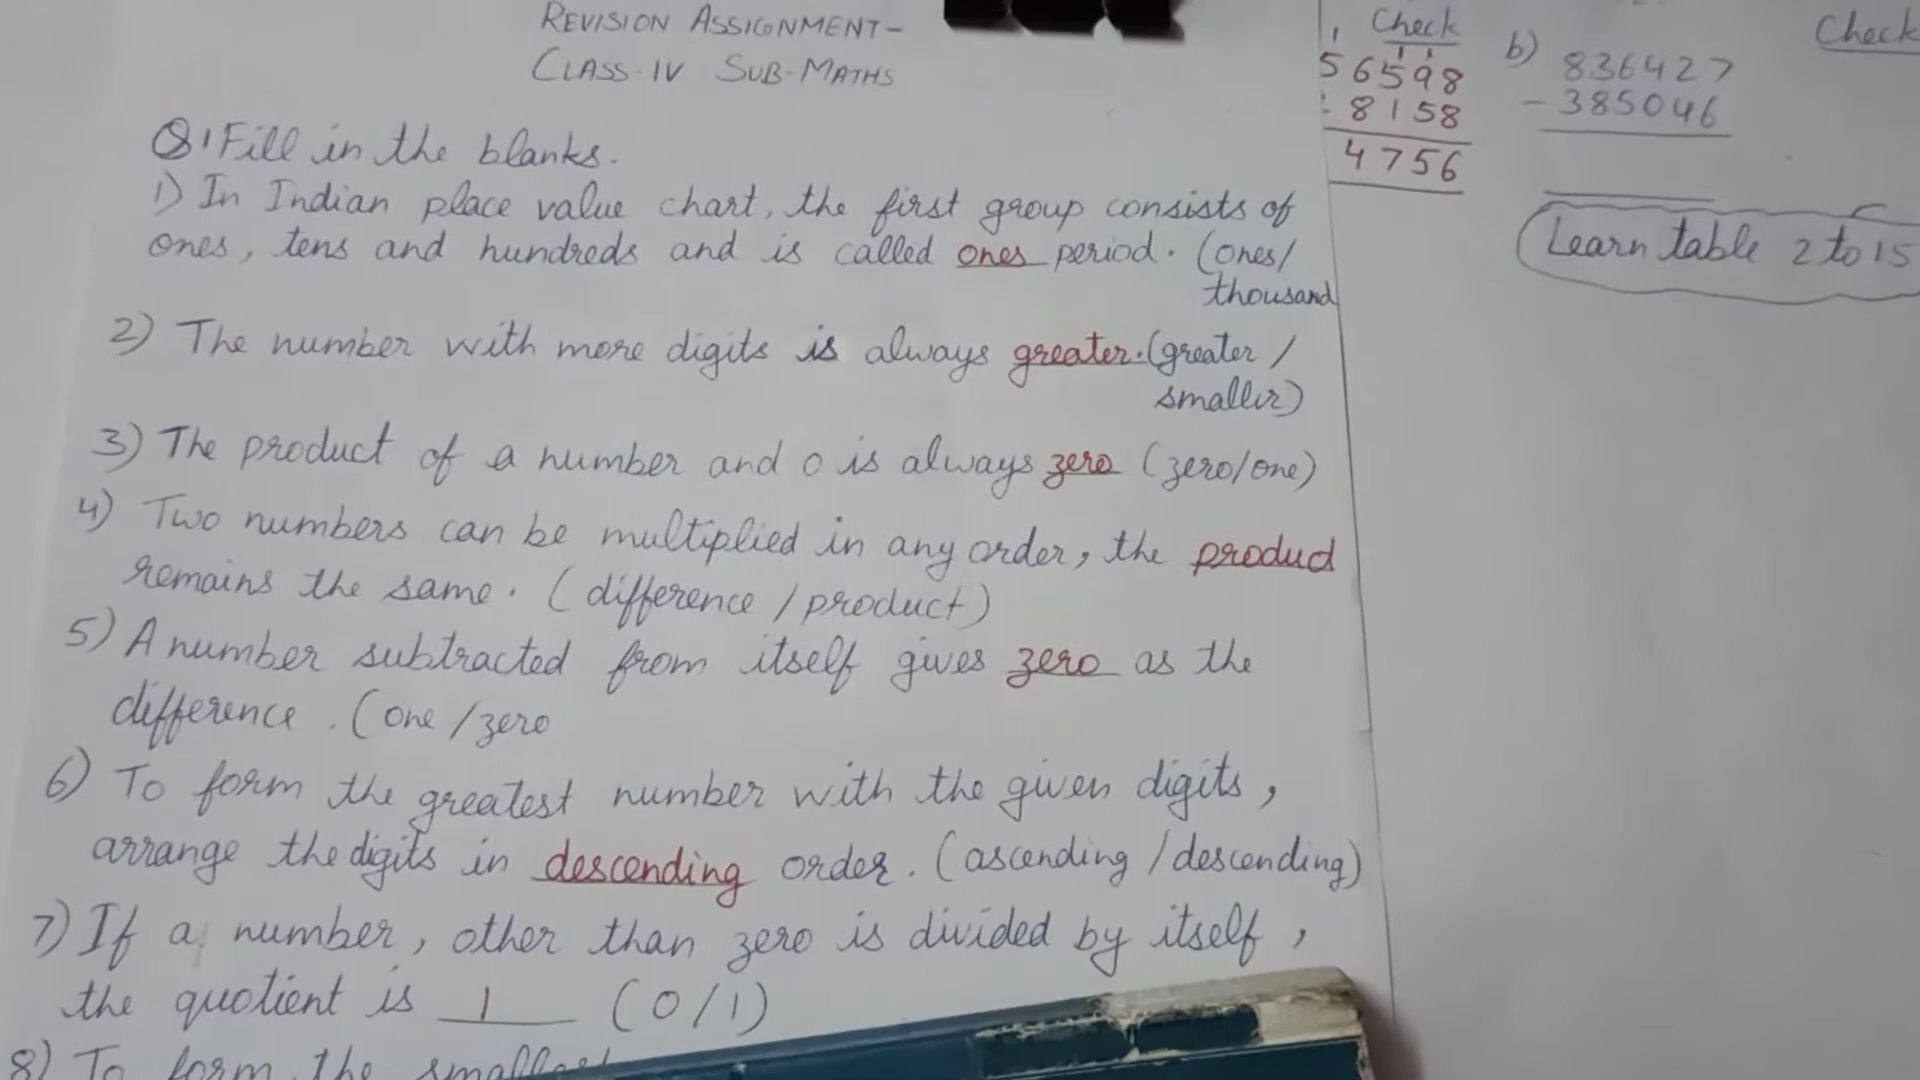 REVISION ASSIGNMENT-
CLASS-IV SUB-MATHS
Q1 Fill in the blanks.
1) In Indian place value chart, the first group consists of
ones, tens and hundreds and is called ones period. (ones/
thousand
2) The number with more digits is always greater. (greater /
smaller)
3) The product of a number and 0 is always zero (zero/one)
4) Two numbers can be multiplied in any order, the product
remains the same. (difference / product)
5) A number subtracted from itself gives zero as the
difference. (one / zero
6) To form the greatest number with the given digits,
arrange the digits in descending order. (ascending / descending)
7) If a number, other than zero is divided by itself,
the quotient is 1 (0/1)
8) To form the smallest
Check
1 1 1
56598
8158
4756
b) 836427
- 385046
Check
Learn table 2 to 15